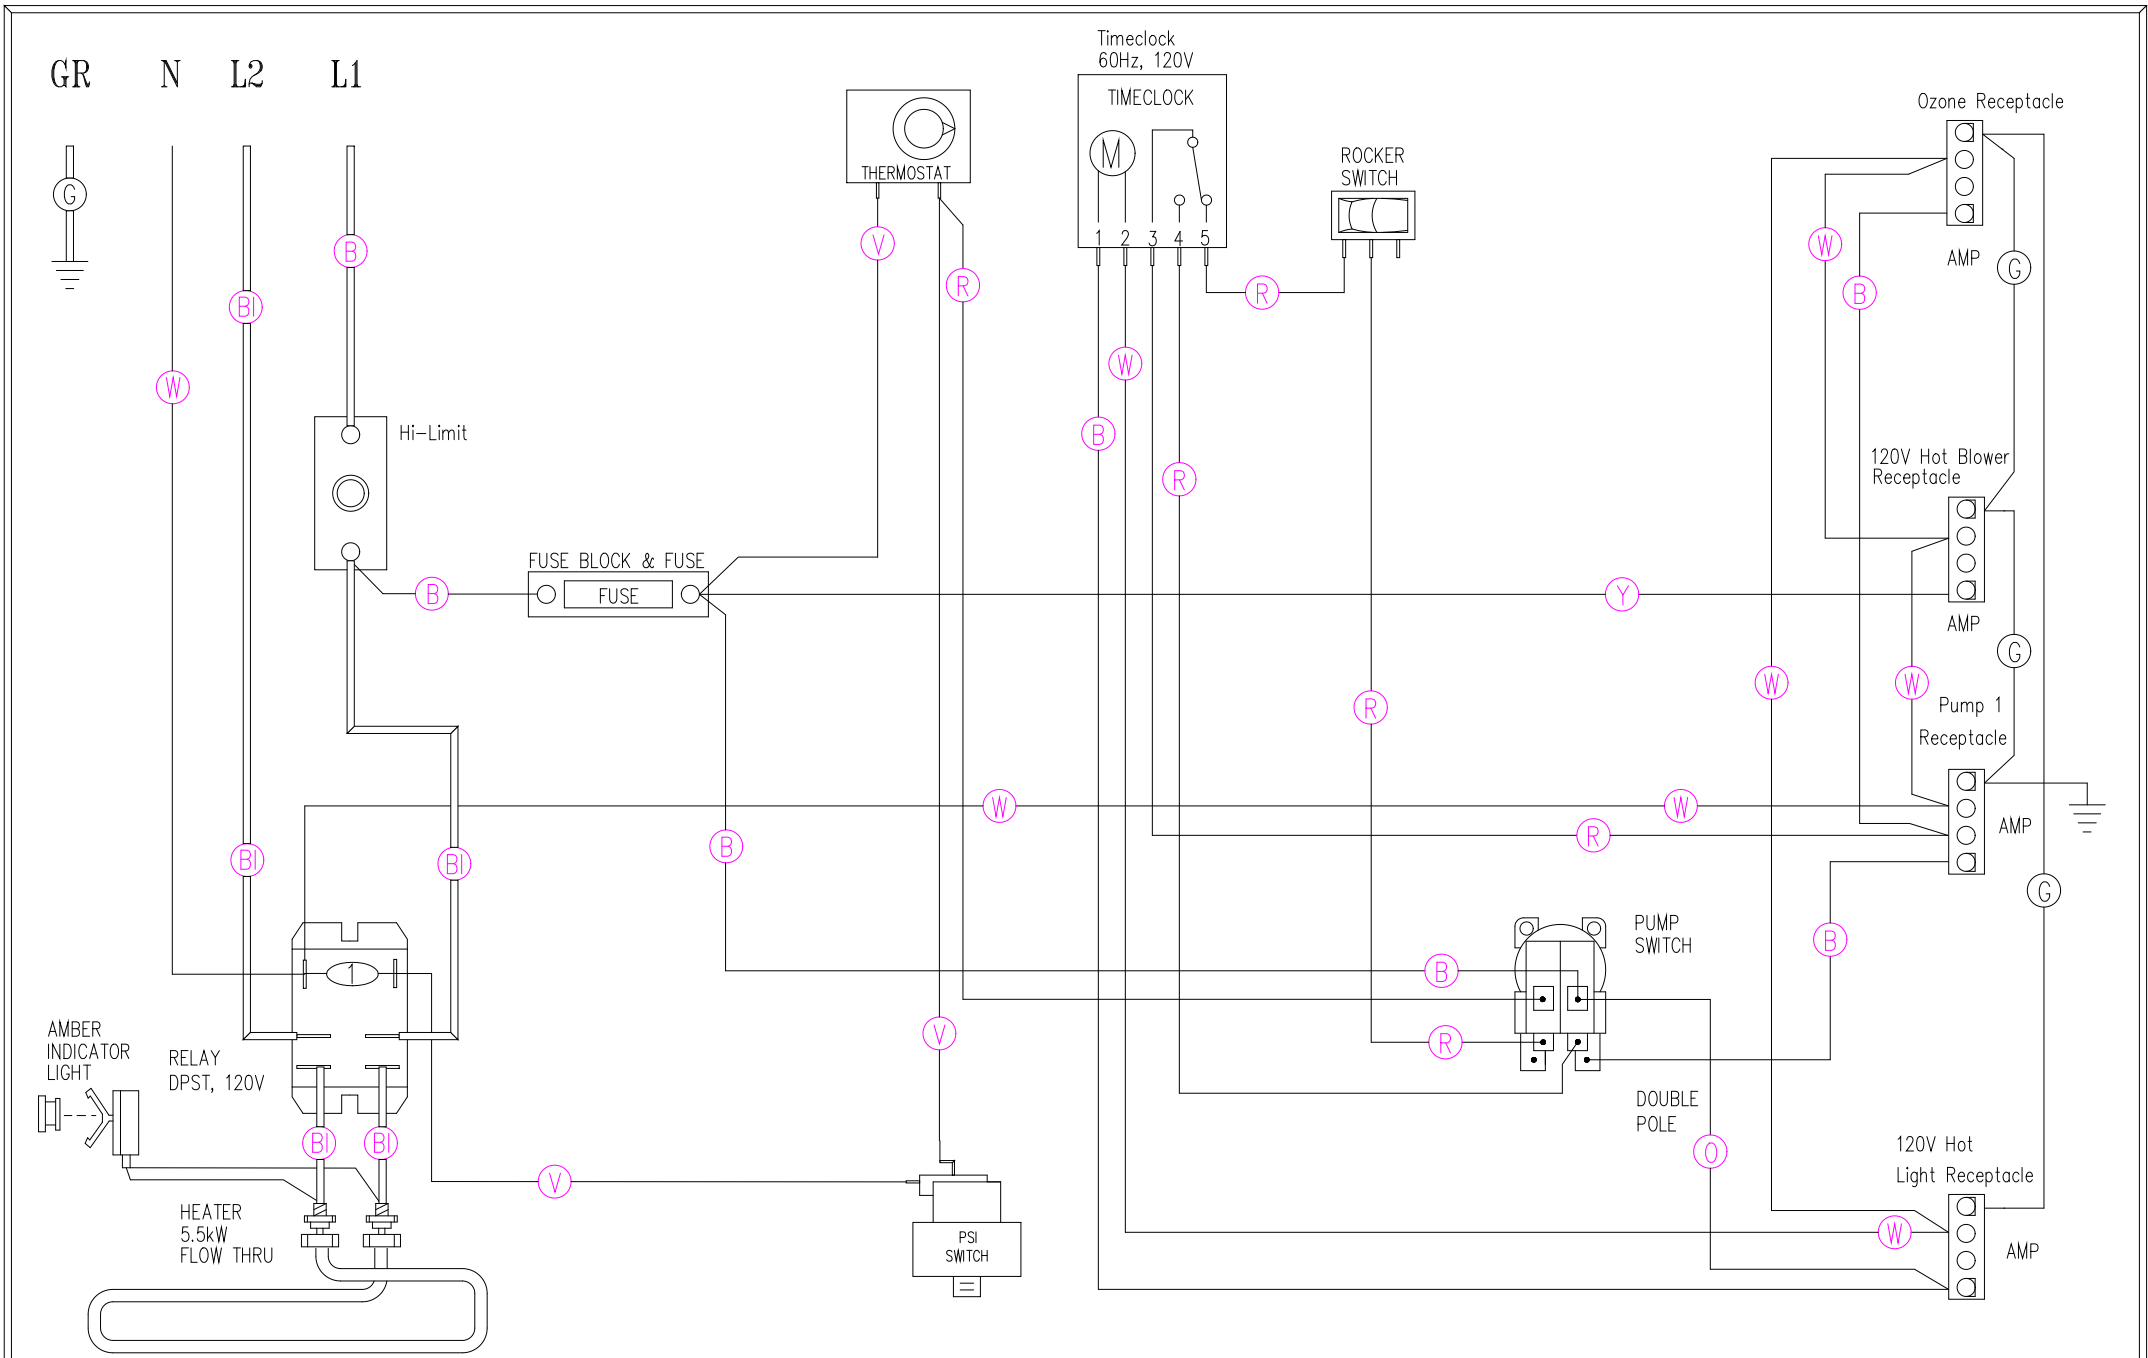 GR N L2 L1
G
B
Bl
W
Hi-Limit
FUSE BLOCK & FUSE
FUSE
B
THERMOSTAT
V
R
Timeclock
60Hz, 120V
TIMECLOCK
M
1 2 3 4 5
ROCKER
SWITCH
R
W
B
R
R
Ozone Receptacle
AMP
W
B
G
120V Hot Blower
Receptacle
AMP
Y
W
W
G
Pump 1
Receptacle
AMP
W
W
R
B
G
B
Bl
Bl
1
AMBER
INDICATOR
LIGHT
RELAY
DPST, 120V
Bl
Bl
HEATER
5.5kW
FLOW THRU
V
V
PSI
SWITCH
PUMP
SWITCH
B
R
DOUBLE
POLE
O
120V Hot
Light Receptacle
W
AMP